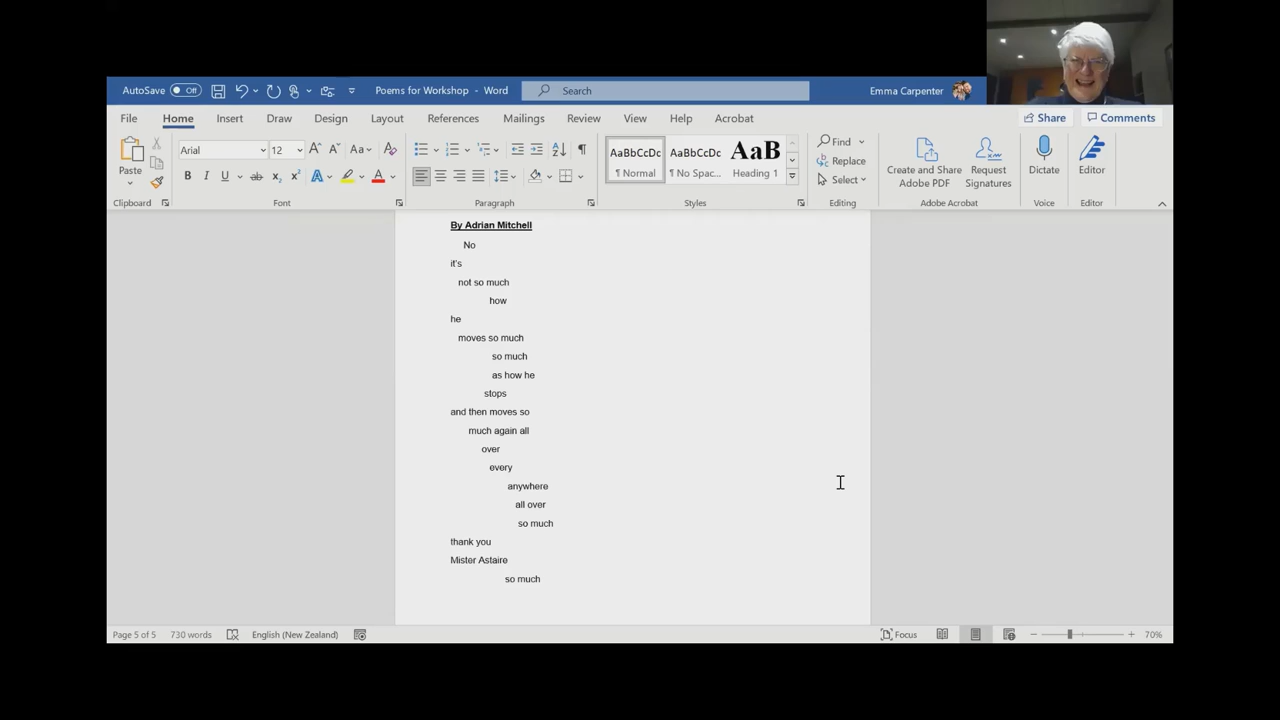 AutoSave Off Poems for Workshop - Word Search Emma Carpenter
File Home Insert Draw Design Layout References Mailings Review View Help Acrobat Share Comments
Paste Arial 12 Aa AaBbCcDc AaBbCcDc AaB Find
¶ Normal ¶ No Spac... Heading 1 Replace
B I U ab x₂ x² A A Select Create and Share Adobe PDF Request Signatures Dictate Editor
Clipboard Font Paragraph Styles Editing Adobe Acrobat Voice Editor
By Adrian Mitchell
No
it's
not so much
how
he
moves so much
so much
as how he
stops
and then moves so
much again all
over
every
anywhere
all over
so much
thank you
Mister Astaire
so much
Page 5 of 5 730 words English (New Zealand) Focus 70%